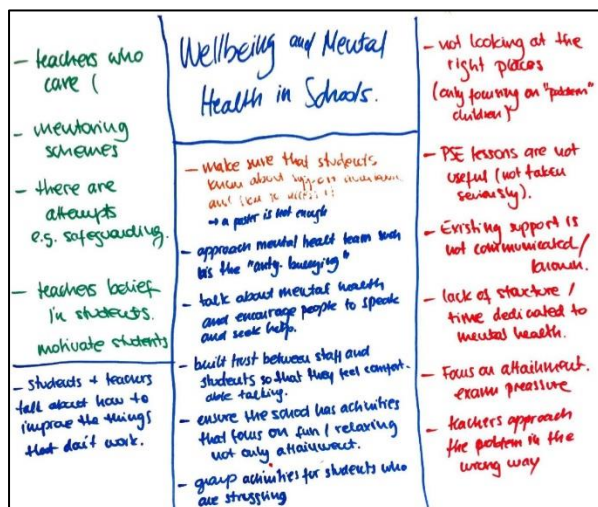 - teachers who
care (
- mentoring
schemes
- there are
attempts
e.g. safeguarding.
- teachers belief
in students.
motivate students
- students + teachers
talk about how to
improve the things
that don't work.
Wellbeing and Mental
Health in Schools.
- make sure that students
know about
and
→ a poster is not enough
- approach mental healt team such
as the "anty-bullying"
- talk about mental health
and encourage people to speak
and seek help.
- built trust between staff and
students so that they feel comfort-
able talking.
- ensure the school has activities
that focus on fun / relaxing
not only attainment.
- group activities for students who
are struggling
- not looking at the
right places
(only focusing on "problem"
children)
- PSE lessons are not
useful (not taken
seriously).
- Existing support is
not communicated /
known.
- lack of structure /
time dedicated to
mental health.
- Focus on attainment.
exam pressure
- teachers approach
the problem in the
wrong way